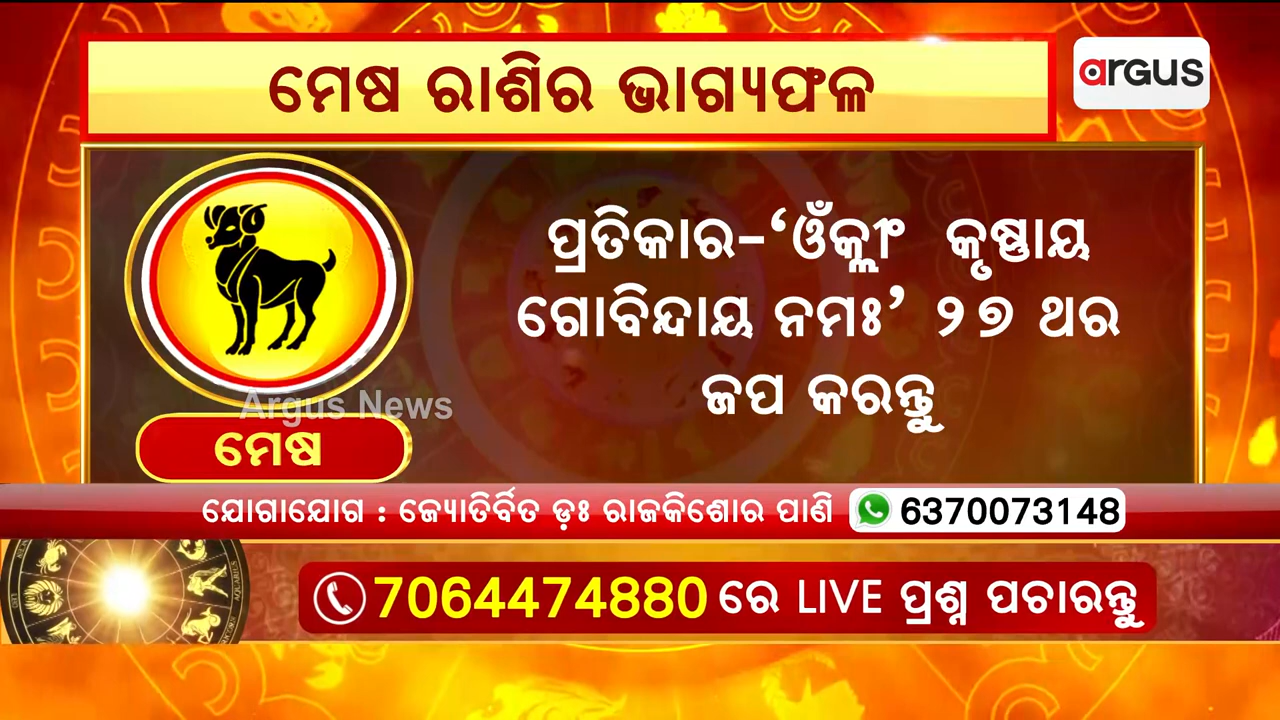 ମେଷ ରାଶିର ଭାଗ୍ୟଫଳ
argus
ପ୍ରତିକାର-‘ଓଁକ୍ଲୀଂ କୃଷ୍ଣାୟ
ଗୋବିନ୍ଦାୟ ନମଃ’ ୨୭ ଥର
ଜପ କରନ୍ତୁ
Argus News
ମେଷ
ଯୋଗାଯୋଗ : ଜ୍ୟୋତିର୍ବିତ ଡ଼ଃ ରାଜକିଶୋର ପାଣି 6370073148
7064474880 ରେ LIVE ପ୍ରଶ୍ନ ପଚାରନ୍ତୁ